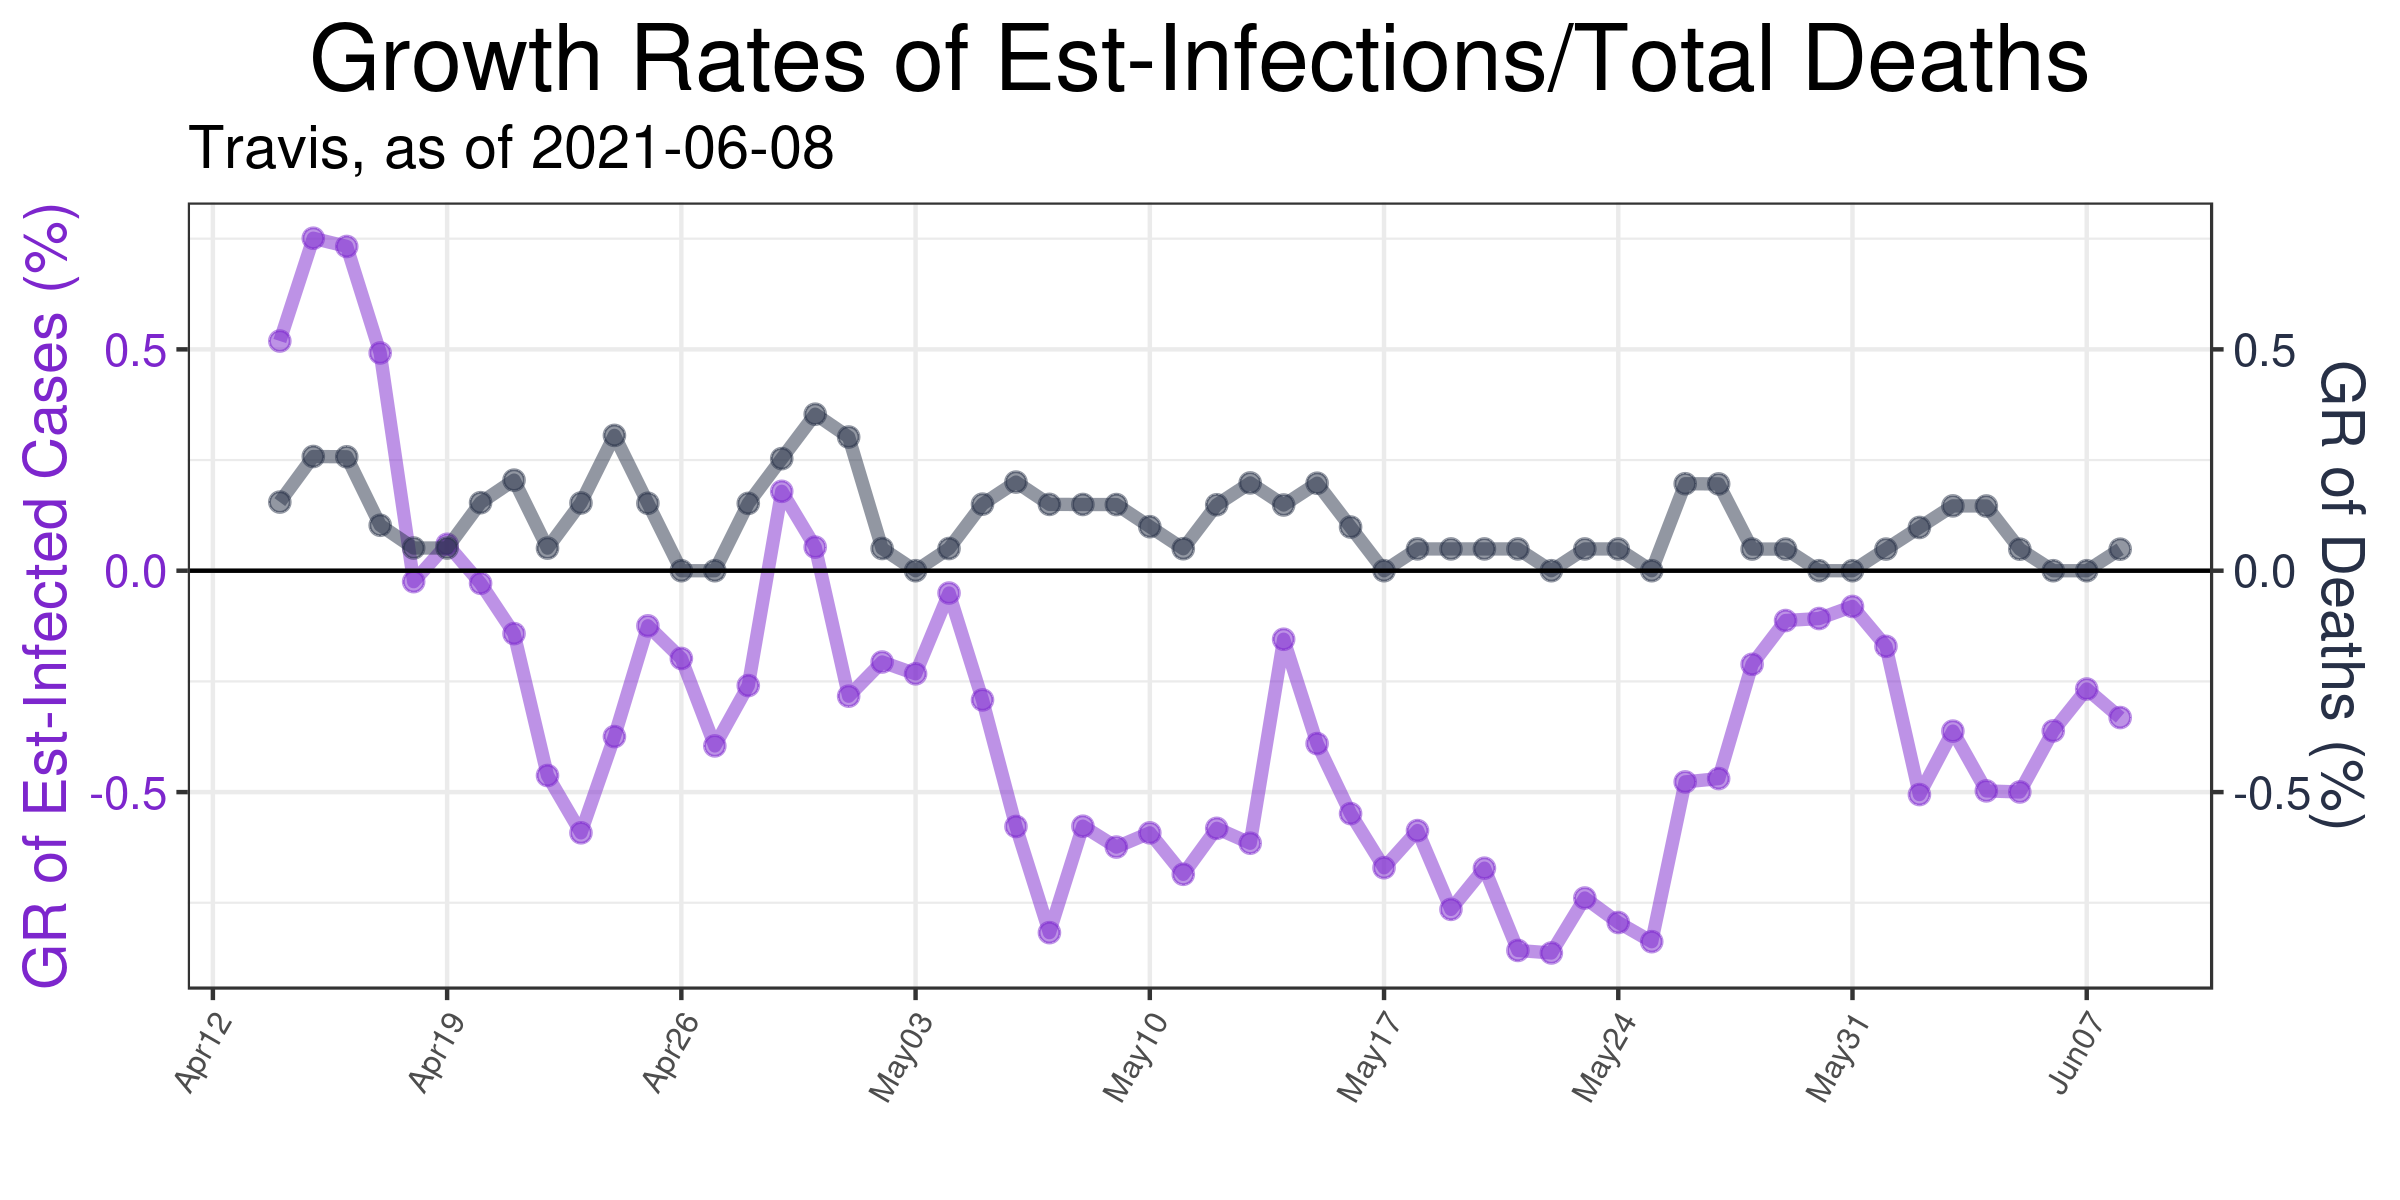 Growth Rates of Est-Infections/Total Deaths
Travis, as of 2021-06-08
GR of Est-Infected Cases (%)
0.5
0.0
-0.5
0.5
0.0
-0.5
GR of Deaths (%)
Apr12
Apr19
Apr26
May03
May10
May17
May24
May31
Jun07